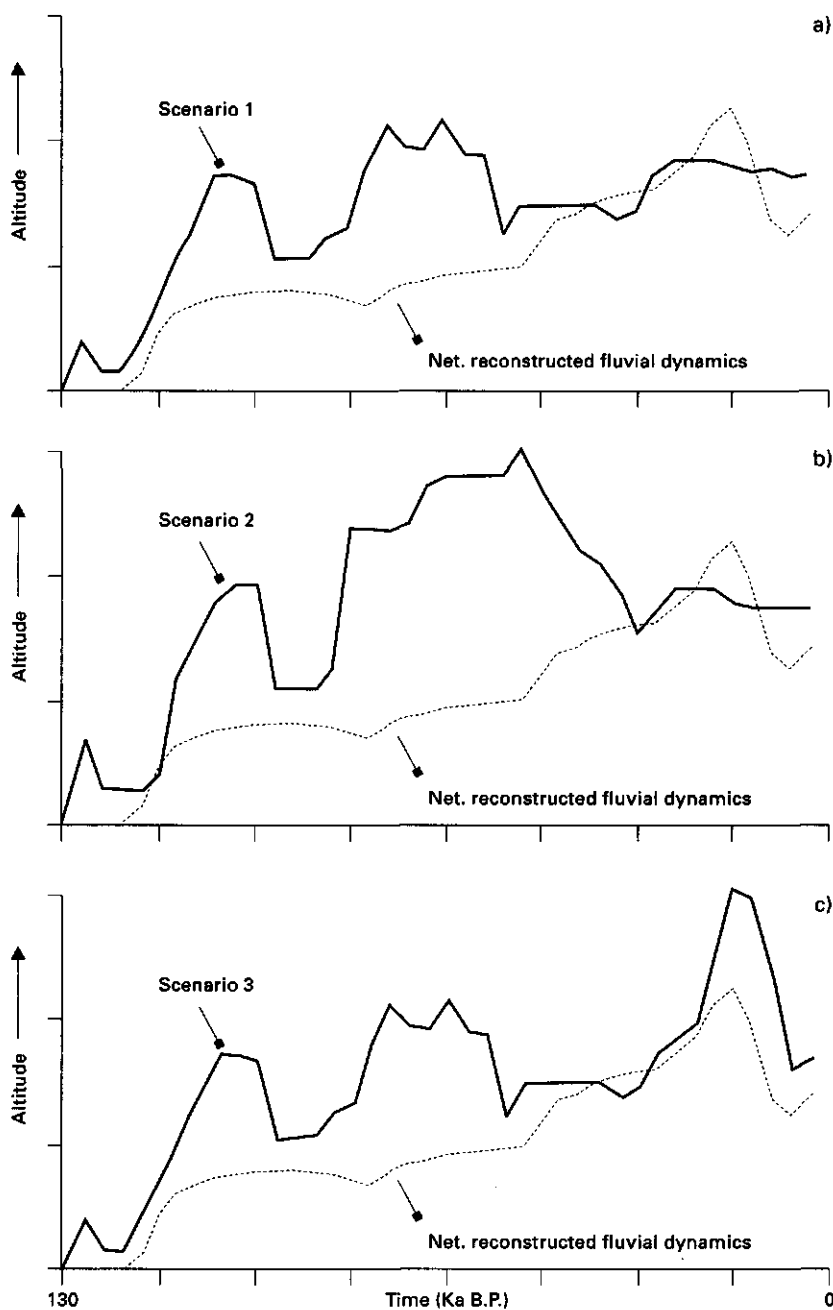 a)
Scenario 1
Altitude
Net. reconstructed fluvial dynamics
b)
Scenario 2
Altitude
Net. reconstructed fluvial dynamics
c)
Scenario 3
Altitude
Net. reconstructed fluvial dynamics
130 Time (Ka B.P.) 0